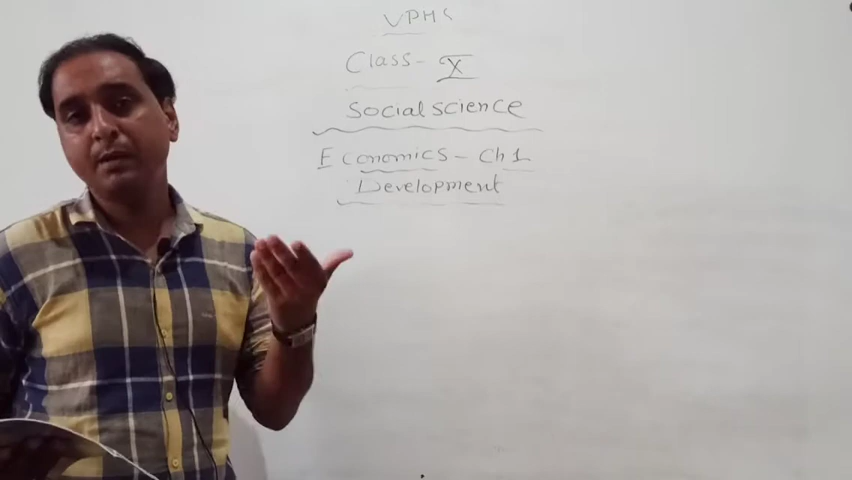 VPHS
Class - X
Social science
Economics - Ch 1
Development